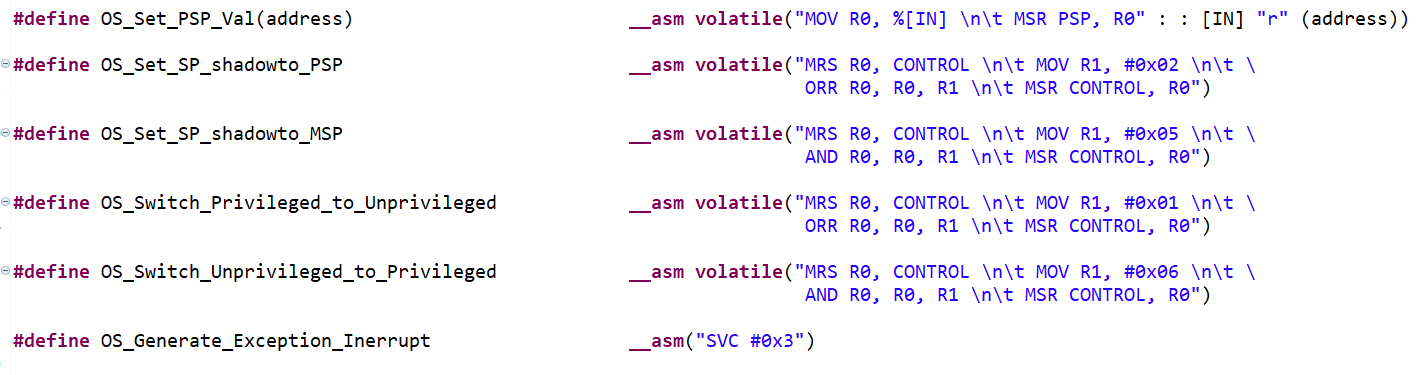 #define OS_Set_PSP_Val(address) __asm volatile("MOV R0, %[IN] \n\t MSR PSP, R0" : : [IN] "r" (address))
#define OS_Set_SP_shadowto_PSP __asm volatile("MRS R0, CONTROL \n\t MOV R1, #0x02 \n\t \
ORR R0, R0, R1 \n\t MSR CONTROL, R0")
#define OS_Set_SP_shadowto_MSP __asm volatile("MRS R0, CONTROL \n\t MOV R1, #0x05 \n\t \
AND R0, R0, R1 \n\t MSR CONTROL, R0")
#define OS_Switch_Privileged_to_Unprivileged __asm volatile("MRS R0, CONTROL \n\t MOV R1, #0x01 \n\t \
ORR R0, R0, R1 \n\t MSR CONTROL, R0")
#define OS_Switch_Unprivileged_to_Privileged __asm volatile("MRS R0, CONTROL \n\t MOV R1, #0x06 \n\t \
AND R0, R0, R1 \n\t MSR CONTROL, R0")
#define OS_Generate_Exception_Inerrupt __asm("SVC #0x3")